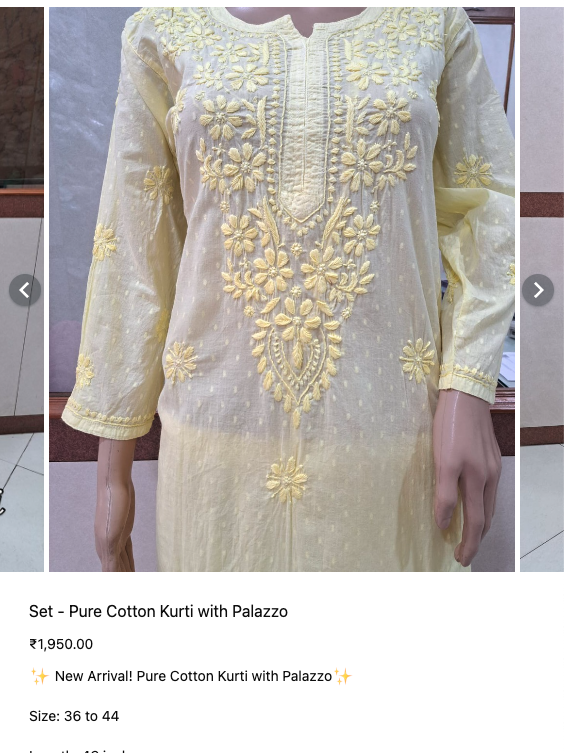 Set - Pure Cotton Kurti with Palazzo
₹1,950.00
✨ New Arrival! Pure Cotton Kurti with Palazzo✨
Size: 36 to 44